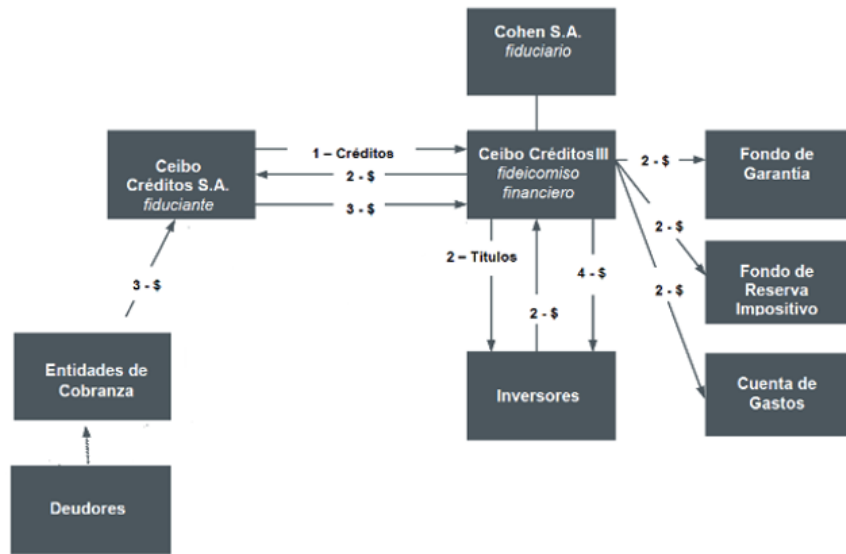 Cohen S.A.
fiduciario
Ceibo
Créditos S.A.
fiduciante
1 – Créditos
2 - $
3 - $
Ceibo Créditos III
fideicomiso
financiero
2 - $
Fondo de
Garantía
2 - $
Fondo de
Reserva
Impositivo
2 - $
Cuenta de
Gastos
2 – Titulos
2 - $
4 - $
Inversores
3 - $
Entidades de
Cobranza
Deudores